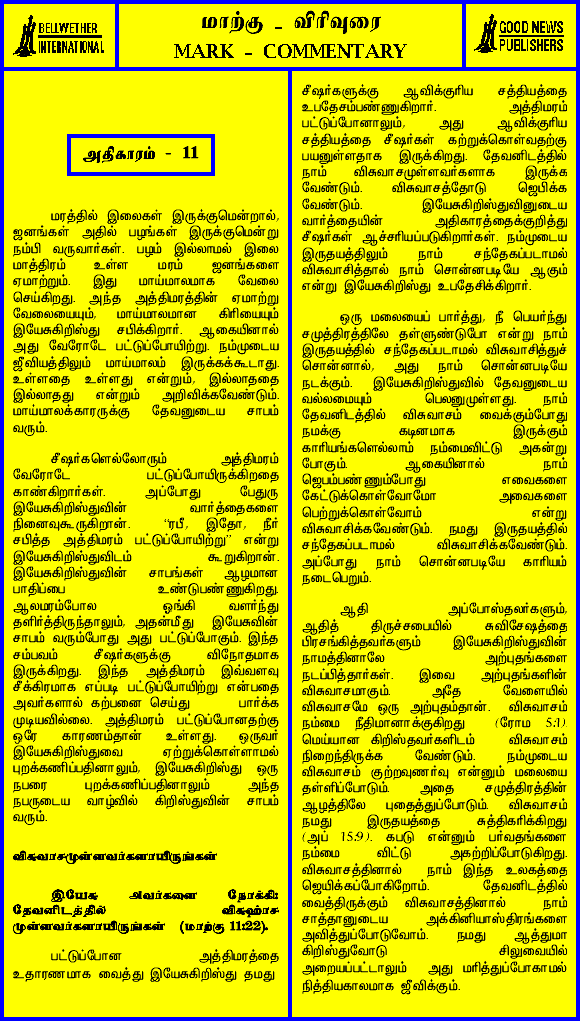 BELLWETHER
INTERNATIONAL
மாற்கு - விரிவுரை
MARK - COMMENTARY
GOOD NEWS
PUBLISHERS
அதிகாரம் - 11
மரத்தில் இலைகள் இருக்குமென்றால்,
ஜனங்கள் அதில் பழங்கள் இருக்குமென்று
நம்பி வருவார்கள். பழம் இல்லாமல் இலை
மாத்திரம் உள்ள மரம் ஜனங்களை
ஏமாற்றும். இது மாய்மாலமாக வேலை
செய்கிறது. அந்த அத்திமரத்தின் ஏமாற்று
வேலையையும், மாய்மாலமான கிரியையும்
இயேசுகிறிஸ்து சபிக்கிறார். ஆகையினால்
அது வேரோடே பட்டுப்போயிற்று. நம்முடைய
ஜீவியத்திலும் மாய்மாலம் இருக்கக்கூடாது.
உள்ளதை உள்ளது என்றும், இல்லாததை
இல்லாதது என்றும் அறிவிக்கவேண்டும்.
மாய்மாலக்காரருக்கு தேவனுடைய சாபம்
வரும்.
சீஷர்களெல்லோரும் அத்திமரம்
வேரோடே பட்டுப்போயிருக்கிறதை
காண்கிறார்கள். அப்போது பேதுரு
இயேசுகிறிஸ்துவின் வார்த்தைகளை
நினைவுகூருகிறான். “ரபீ, இதோ, நீர்
சபித்த அத்திமரம் பட்டுப்போயிற்று” என்று
இயேசுகிறிஸ்துவிடம் கூறுகிறான்.
இயேசுகிறிஸ்துவின் சாபங்கள் ஆழமான
பாதிப்பை உண்டுபண்ணுகிறது.
ஆலமரம்போல ஓங்கி வளர்ந்து
தளிர்த்திருந்தாலும், அதன்மீது இயேசுவின்
சாபம் வரும்போது அது பட்டுப்போகும். இந்த
சம்பவம் சீஷர்களுக்கு விநோதமாக
இருக்கிறது. இந்த அத்திமரம் இவ்வளவு
சீக்கிரமாக எப்படி பட்டுப்போயிற்று என்பதை
அவர்களால் கற்பனை செய்து பார்க்க
முடியவில்லை. அத்திமரம் பட்டுப்போனதற்கு
ஒரே காரணம்தான் உள்ளது. ஒருவர்
இயேசுகிறிஸ்துவை ஏற்றுக்கொள்ளாமல்
புறக்கணிப்பதினாலும், இயேசுகிறிஸ்து ஒரு
நபரை புறக்கணிப்பதினாலும் அந்த
நபருடைய வாழ்வில் கிறிஸ்துவின் சாபம்
வரும்.
விசுவாசமுள்ளவர்களாயிருங்கள்
இயேசு அவர்களை நோக்கி:
தேவனிடத்தில் விசுவாச
முள்ளவர்களாயிருங்கள் (மாற்கு 11:22).
பட்டுப்போன அத்திமரத்தை
உதாரணமாக வைத்து இயேசுகிறிஸ்து தமது
சீஷர்களுக்கு ஆவிக்குரிய சத்தியத்தை
உபதேசம்பண்ணுகிறார். அத்திமரம்
பட்டுப்போனாலும், அது ஆவிக்குரிய
சத்தியத்தை சீஷர்கள் கற்றுக்கொள்வதற்கு
பயனுள்ளதாக இருக்கிறது. தேவனிடத்தில்
நாம் விசுவாசமுள்ளவர்களாக இருக்க
வேண்டும். விசுவாசத்தோடு ஜெபிக்க
வேண்டும். இயேசுகிறிஸ்துவினுடைய
வார்த்தையின் அதிகாரத்தைக்குறித்து
சீஷர்கள் ஆச்சரியப்படுகிறார்கள். நம்முடைய
இருதயத்திலும் நாம் சந்தேகப்படாமல்
விசுவாசித்தால் நாம் சொன்னபடியே ஆகும்
என்று இயேசுகிறிஸ்து உபதேசிக்கிறார்.
ஒரு மலையைப் பார்த்து, நீ பெயர்ந்து
சமுத்திரத்திலே தள்ளுண்டுபோ என்று நாம்
இருதயத்தில் சந்தேகப்படாமல் விசுவாசித்துச்
சொன்னால், அது நாம் சொன்னபடியே
நடக்கும். இயேசுகிறிஸ்துவில் தேவனுடைய
வல்லமையும் பெலனுமுள்ளது. நாம்
தேவனிடத்தில் விசுவாசம் வைக்கும்போது
நமக்கு கடினமாக இருக்கும்
காரியங்களெல்லாம் நம்மைவிட்டு அகன்று
போகும். ஆகையினால் நாம்
ஜெபம்பண்ணும்போது எவைகளை
கேட்டுக்கொள்வோமோ அவைகளை
பெற்றுக்கொள்வோம் என்று
விசுவாசிக்கவேண்டும். நமது இருதயத்தில்
சந்தேகப்படாமல் விசுவாசிக்கவேண்டும்.
அப்போது நாம் சொன்னபடியே காரியம்
நடைபெறும்.
ஆதி அப்போஸ்தலர்களும்,
ஆதித் திருச்சபையில் சுவிசேஷத்தை
பிரசங்கித்தவர்களும் இயேசுகிறிஸ்துவின்
நாமத்தினாலே அற்புதங்களை
நடப்பித்தார்கள். இவை அற்புதங்களின்
விசுவாசமாகும். அதே வேளையில்
விசுவாசமே ஒரு அற்புதம்தான். விசுவாசம்
நம்மை நீதிமானாக்குகிறது (ரோம 5:1).
மெய்யான கிறிஸ்தவர்களிடம் விசுவாசம்
நிறைந்திருக்க வேண்டும். நம்முடைய
விசுவாசம் குற்றவுணர்வு என்னும் மலையை
தள்ளிப்போடும். அதை சமுத்திரத்தின்
ஆழத்திலே புதைத்துப்போடும். விசுவாசம்
நமது இருதயத்தை சுத்திகரிக்கிறது
(அப் 15:9). கபடு என்னும் பர்வதங்களை
நம்மை விட்டு அகற்றிப்போடுகிறது.
விசுவாசத்தினால் நாம் இந்த உலகத்தை
ஜெயிக்கப்போகிறோம். தேவனிடத்தில்
வைத்திருக்கும் விசுவாசத்தினால் நாம்
சாத்தானுடைய அக்கினியாஸ்திரங்களை
அவித்துப்போடுவோம். நமது ஆத்துமா
கிறிஸ்துவோடு சிலுவையில்
அறையப்பட்டாலும் அது மரித்துப்போகாமல்
நித்தியகாலமாக ஜீவிக்கும்.